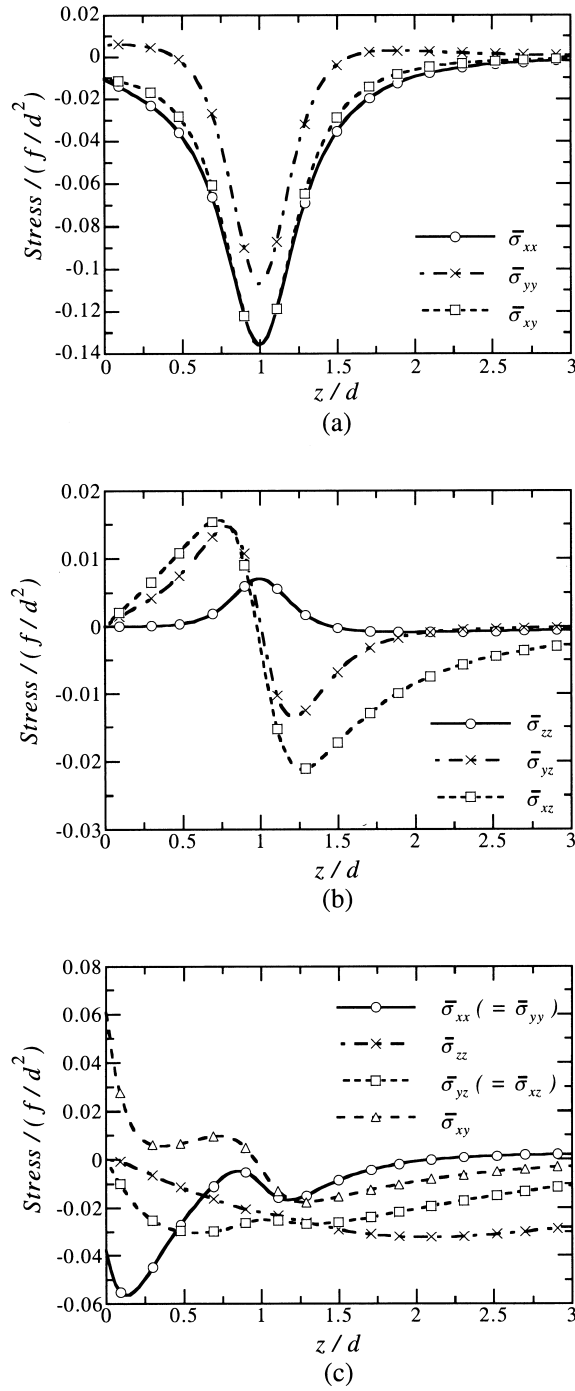 0.02
0
-0.02
-0.04
-0.06
-0.08
-0.1
-0.12
-0.14
Stress / ( f / d²)
σ̄xx
σ̄yy
σ̄xy
0 0.5 1 1.5 2 2.5 3
z / d
(a)
0.02
0.01
0
-0.01
-0.02
-0.03
Stress / ( f / d²)
σ̄zz
σ̄yz
σ̄xz
0 0.5 1 1.5 2 2.5 3
z / d
(b)
0.08
0.06
0.04
0.02
0
-0.02
-0.04
-0.06
Stress / ( f / d²)
σ̄xx ( = σ̄yy )
σ̄zz
σ̄yz ( = σ̄xz )
σ̄xy
0 0.5 1 1.5 2 2.5 3
z / d
(c)